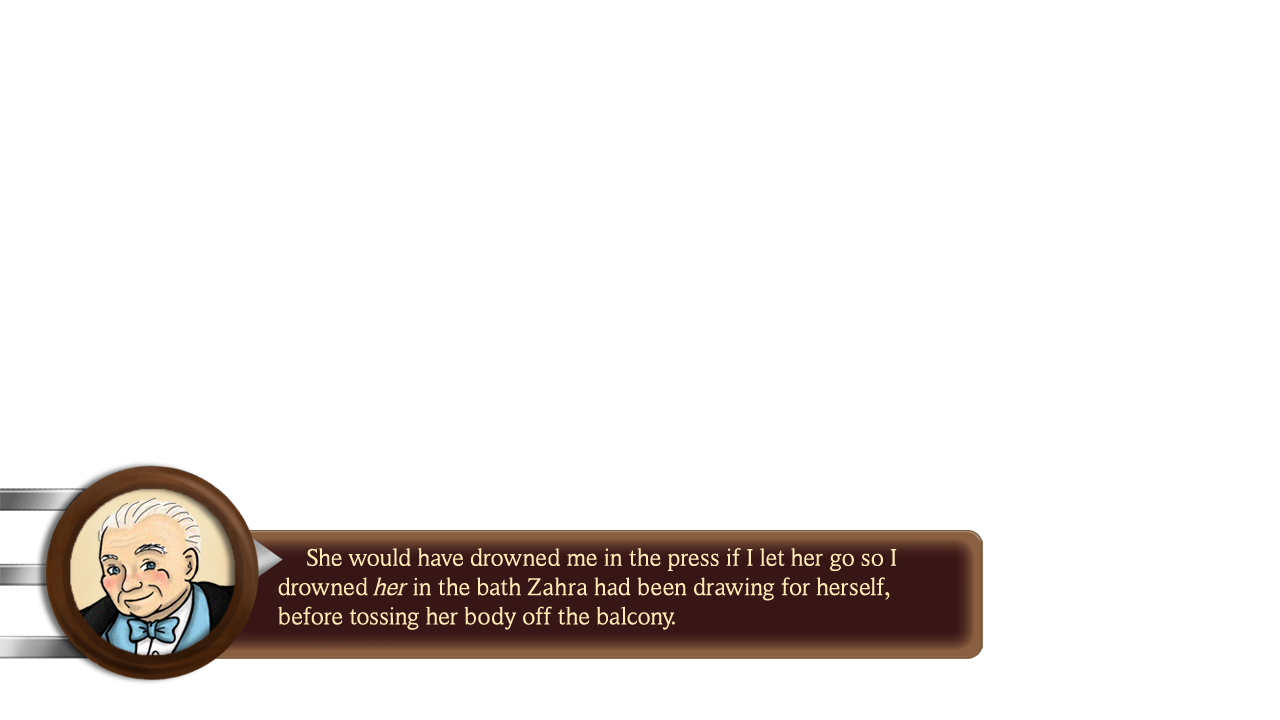 She would have drowned me in the press if I let her go so I
drowned her in the bath Zahra had been drawing for herself,
before tossing her body off the balcony.